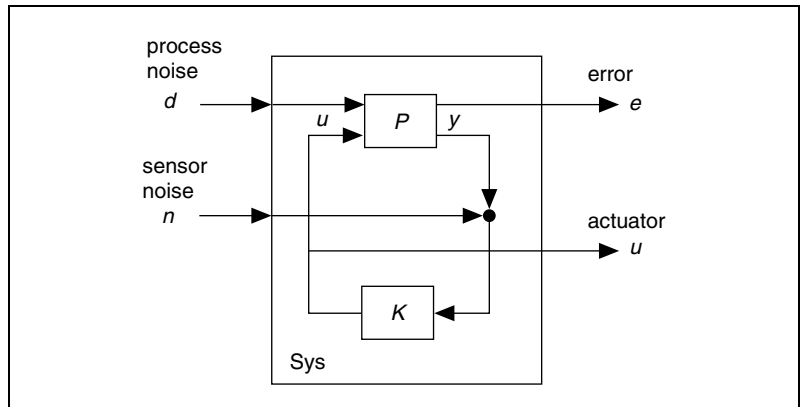 process
noise
d
error
e
u
P
y
sensor
noise
n
actuator
u
K
Sys